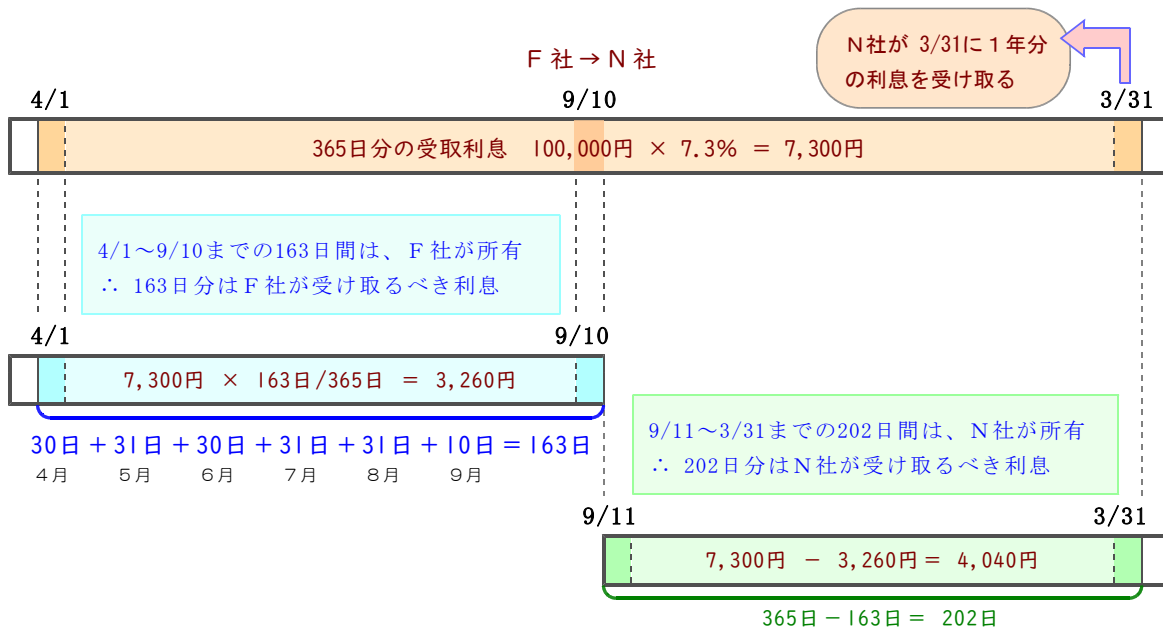 N社が 3/31に１年分
の利息を受け取る
F 社 → N 社
4/1
9/10
3/31
365日分の受取利息　100,000円 × 7.3% = 7,300円
4/1～9/10までの163日間は、F 社が所有
∴ 163日分はF 社が受け取るべき利息
4/1
9/10
7,300円 × 163日/365日 = 3,260円
30日＋31日＋30日＋31日＋31日＋10日＝163日
4月 5月 6月 7月 8月 9月
9/11～3/31までの202日間は、N社が所有
∴ 202日分はN社が受け取るべき利息
9/11
3/31
7,300円 － 3,260円＝ 4,040円
365日－163日＝ 202日